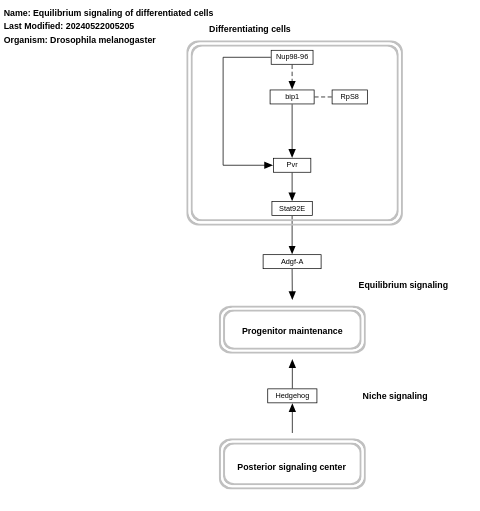 Name: Equilibrium signaling of differentiated cells
Last Modified: 20240522005205
Organism: Drosophila melanogaster
Differentiating cells
Nup98-96
bip1
RpS8
Pvr
Stat92E
Adgf-A
Equilibrium signaling
Progenitor maintenance
Hedgehog
Niche signaling
Posterior signaling center